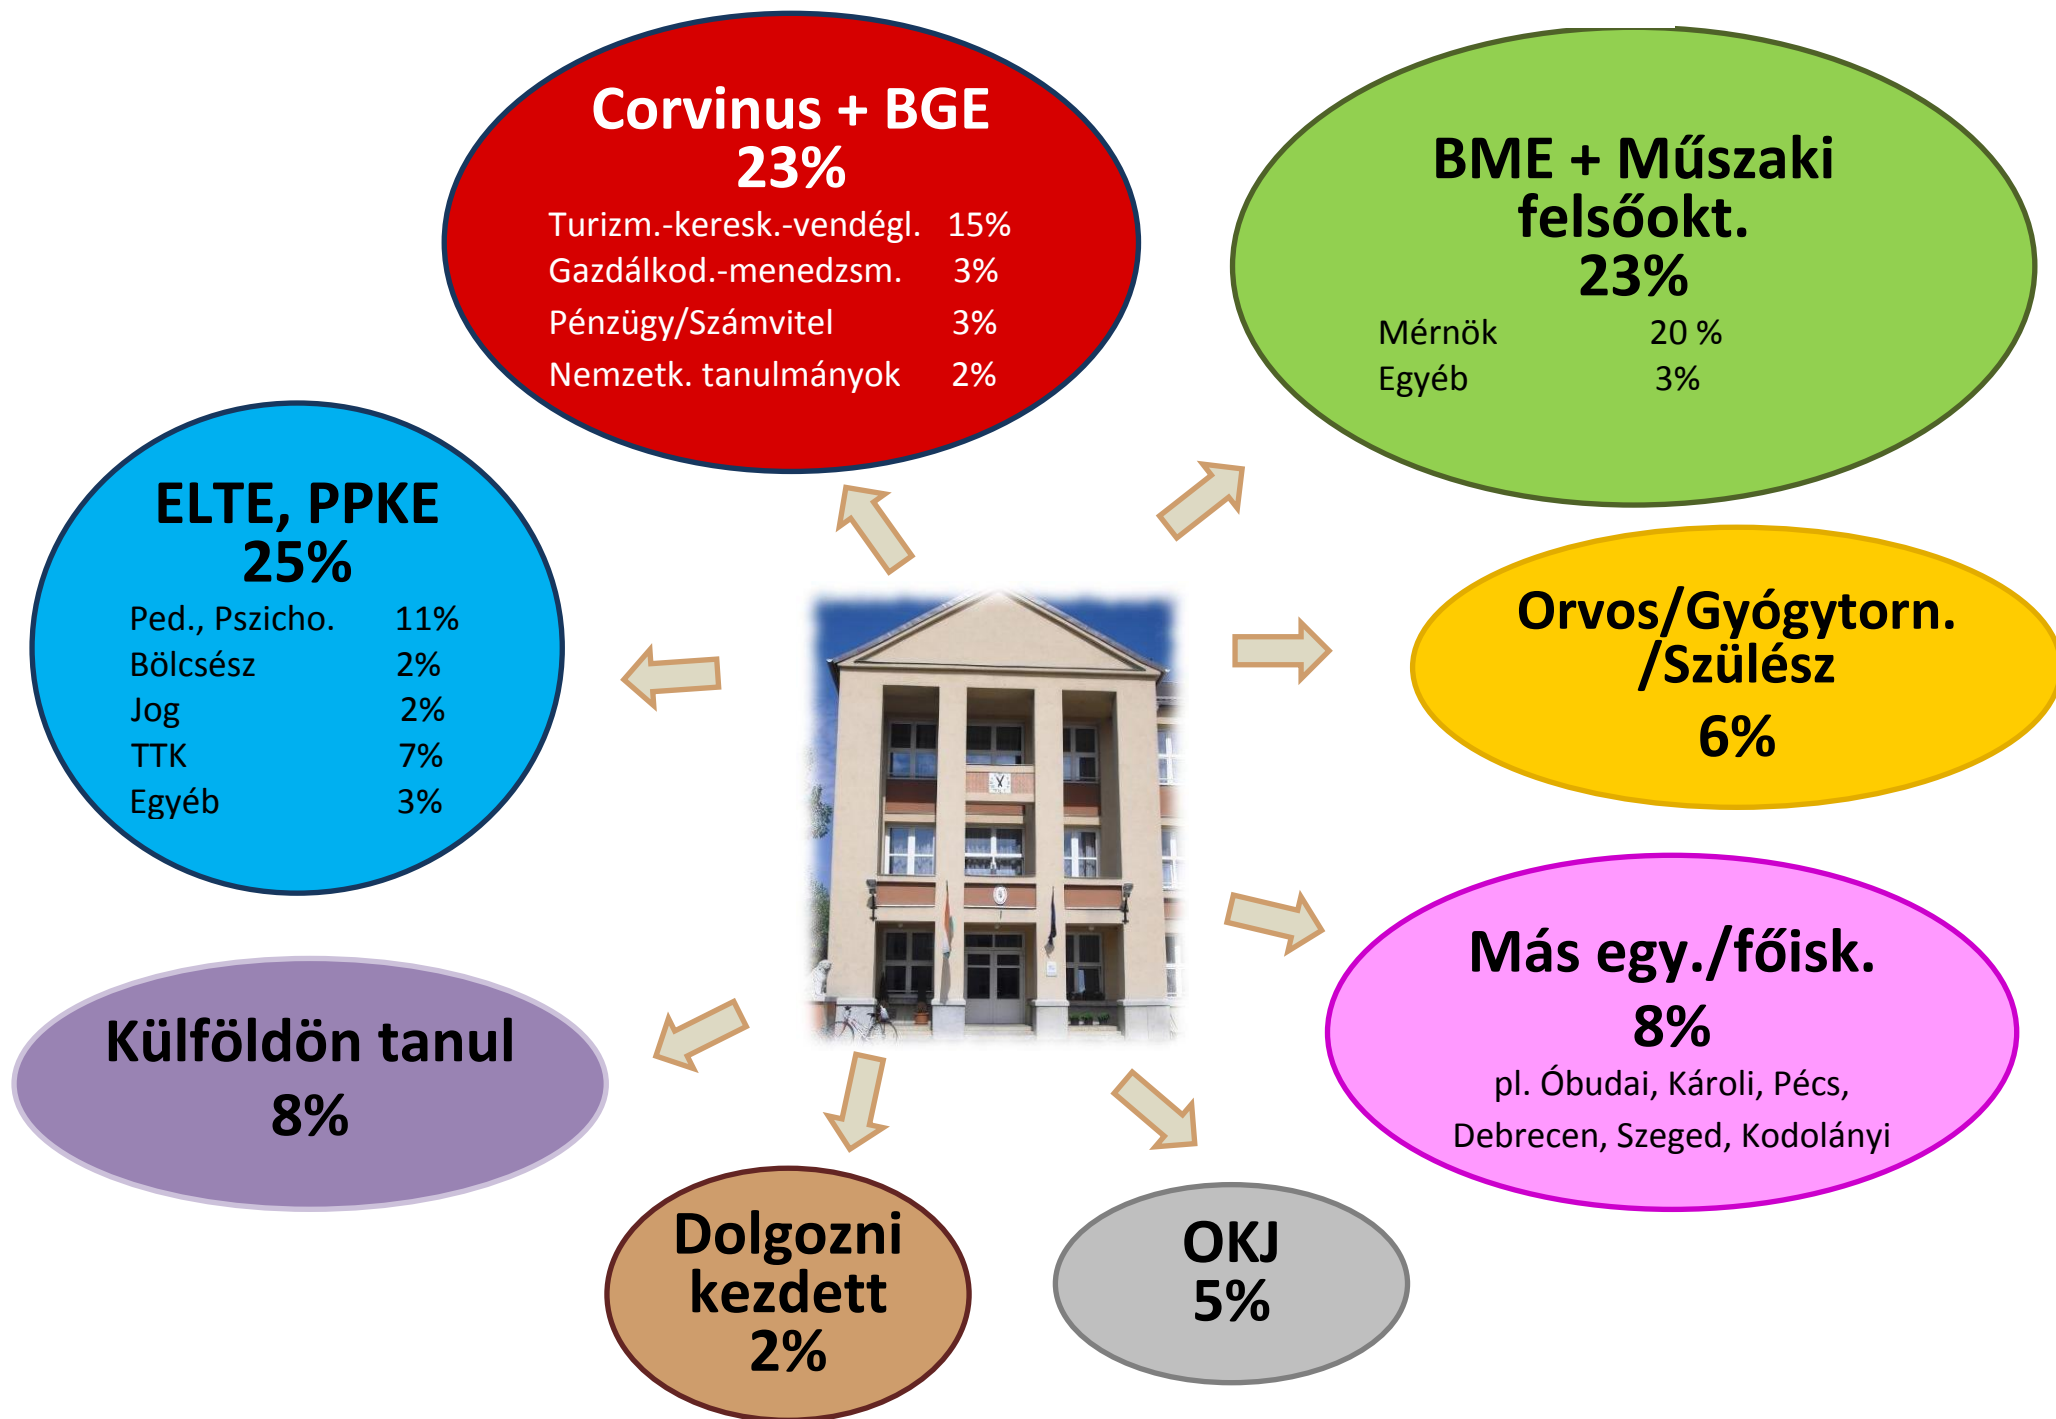 Corvinus + BGE
23%
Turizm.-keresk.-vendégl. 15%
Gazdálkod.-menedzsm. 3%
Pénzügy/Számvitel 3%
Nemzetk. tanulmányok 2%
BME + Műszaki
felsőokt.
23%
Mérnök 20 %
Egyéb 3%
ELTE, PPKE
25%
Ped., Pszicho. 11%
Bölcsész 2%
Jog 2%
TTK 7%
Egyéb 3%
Orvos/Gyógytorn.
/Szülész
6%
Más egy./főisk.
8%
pl. Óbudai, Károli, Pécs,
Debrecen, Szeged, Kodolányi
Külföldön tanul
8%
Dolgozni
kezdett
2%
OKJ
5%